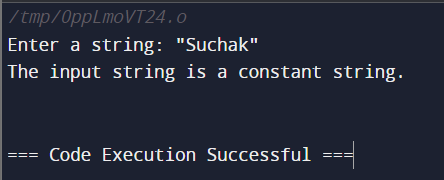 /tmp/OppLmoVT24.o
Enter a string: "Suchak"
The input string is a constant string.
=== Code Execution Successful ===